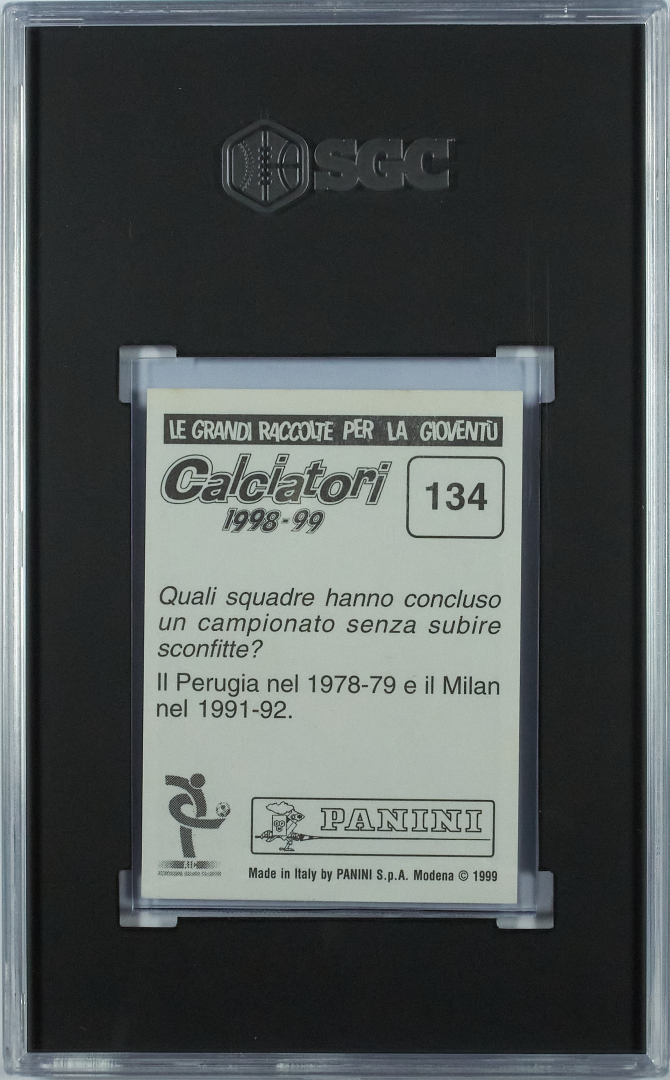 SGC
LE GRANDI RACCOLTE PER LA GIOVENTÙ
Calciatori
1998-99
134
Quali squadre hanno concluso
un campionato senza subire
sconfitte?
Il Perugia nel 1978-79 e il Milan
nel 1991-92.
PANINI
Made in Italy by PANINI S.p.A. Modena © 1999